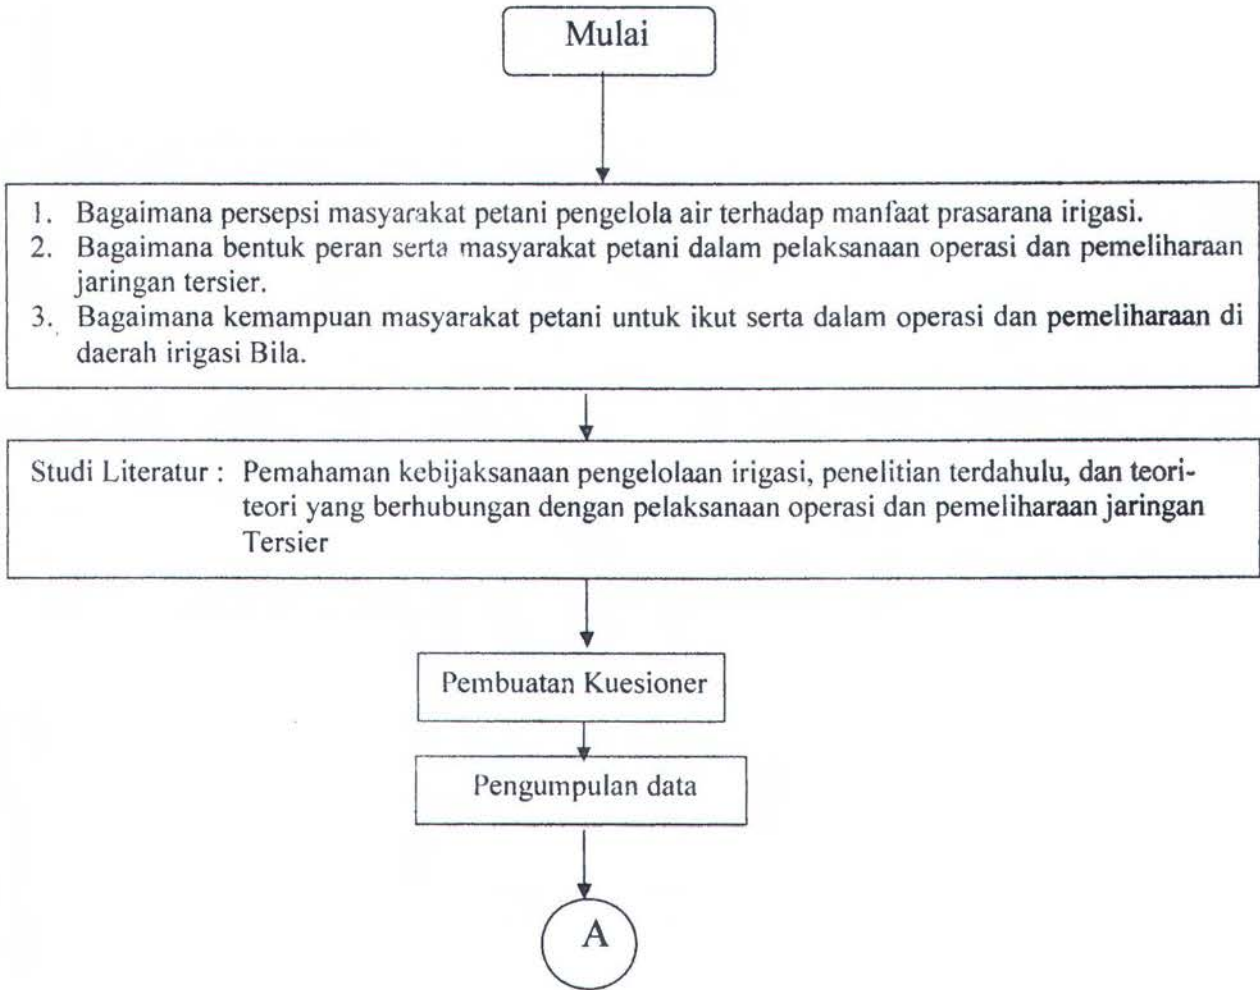 Mulai
1. Bagaimana persepsi masyarakat petani pengelola air terhadap manfaat prasarana irigasi.
2. Bagaimana bentuk peran serta masyarakat petani dalam pelaksanaan operasi dan pemeliharaan
jaringan tersier.
3. Bagaimana kemampuan masyarakat petani untuk ikut serta dalam operasi dan pemeliharaan di
daerah irigasi Bila.
Studi Literatur : Pemahaman kebijaksanaan pengelolaan irigasi, penelitian terdahulu, dan teori-
teori yang berhubungan dengan pelaksanaan operasi dan pemeliharaan jaringan
Tersier
Pembuatan Kuesioner
Pengumpulan data
A